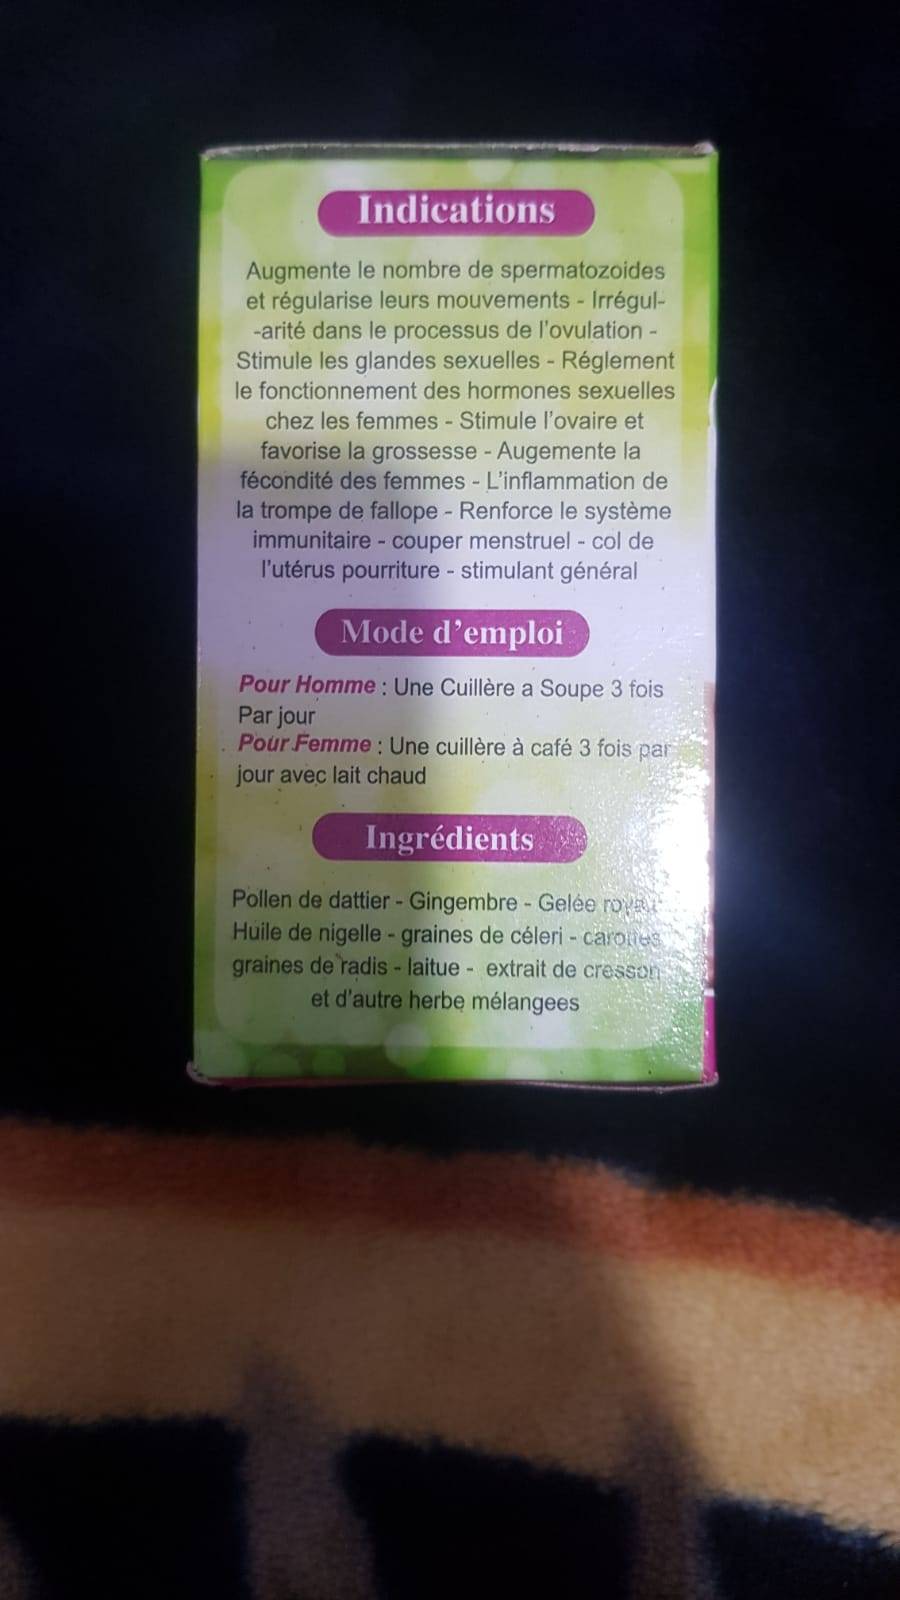 Indications
Augmente le nombre de spermatozoides
et régularise leurs mouvements - Irrégul-
-arité dans le processus de l'ovulation -
Stimule les glandes sexuelles - Réglement
le fonctionnement des hormones sexuelles
chez les femmes - Stimule l'ovaire et
favorise la grossesse - Augemente la
fécondité des femmes - L'inflammation de
la trompe de fallope - Renforce le système
immunitaire - couper menstruel - col de
l'utérus pourriture - stimulant général
Mode d'emploi
Pour Homme : Une Cuillère a Soupe 3 fois
Par jour
Pour Femme : Une cuillère à café 3 fois par
jour avec lait chaud
Ingrédients
Pollen de dattier - Gingembre - Gelée royale
Huile de nigelle - graines de céleri - carottes
graines de radis - laitue - extrait de cresson
et d'autre herbe mélangees